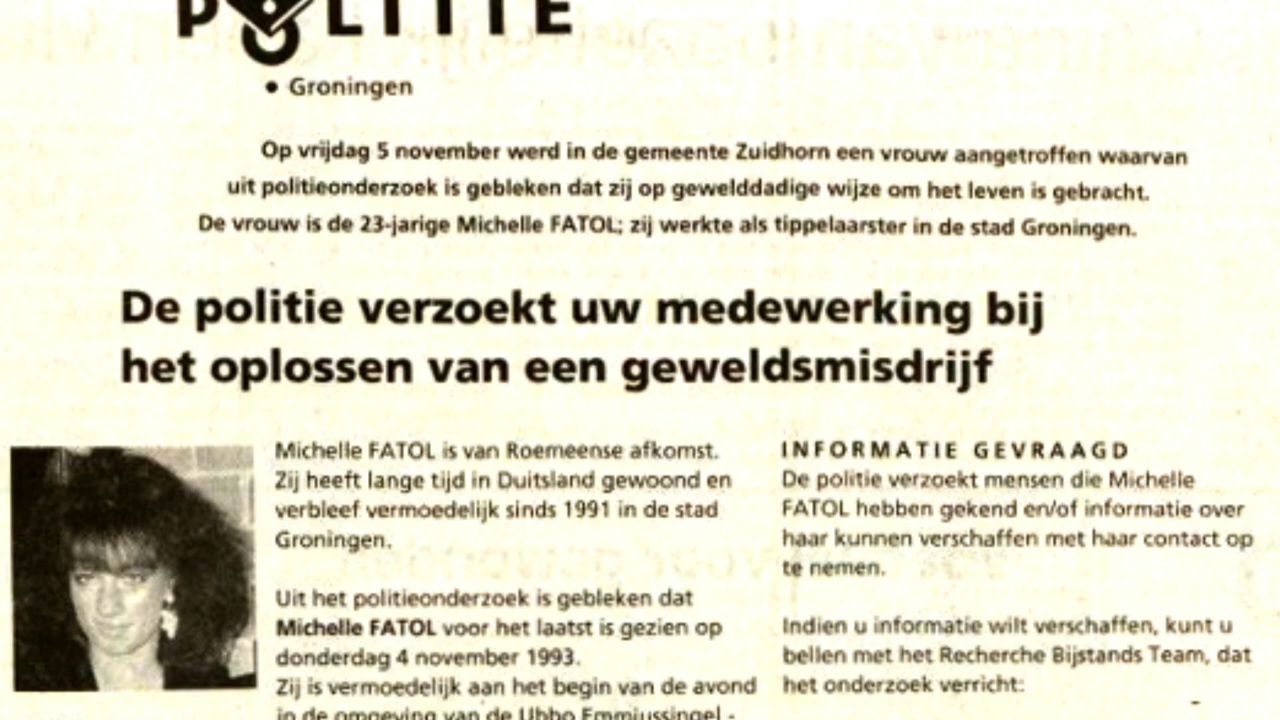 POLITIE
• Groningen
Op vrijdag 5 november werd in de gemeente Zuidhorn een vrouw aangetroffen waarvan
uit politieonderzoek is gebleken dat zij op gewelddadige wijze om het leven is gebracht.
De vrouw is de 23-jarige Michelle FATOL; zij werkte als tippelaarster in de stad Groningen.
De politie verzoekt uw medewerking bij
het oplossen van een geweldsmisdrijf
Michelle FATOL is van Roemeense afkomst.
Zij heeft lange tijd in Duitsland gewoond en
verbleef vermoedelijk sinds 1991 in de stad
Groningen.
Uit het politieonderzoek is gebleken dat
Michelle FATOL voor het laatst is gezien op
donderdag 4 november 1993.
Zij is vermoedelijk aan het begin van de avond
in de omgeving van de Ubbo Emmiussingel -
INFORMATIE GEVRAAGD
De politie verzoekt mensen die Michelle
FATOL hebben gekend en/of informatie over
haar kunnen verschaffen met haar contact op
te nemen.
Indien u informatie wilt verschaffen, kunt u
bellen met het Recherche Bijstands Team, dat
het onderzoek verricht: